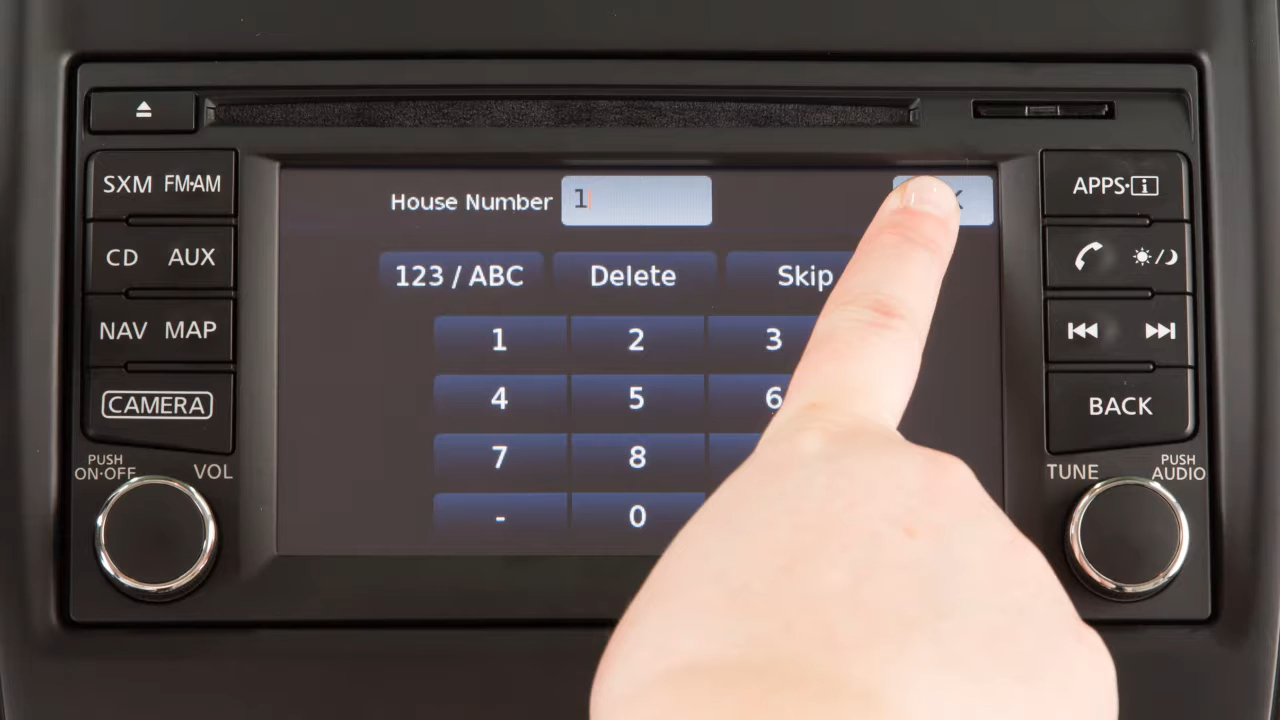 SXM FM·AM
CD AUX
NAV MAP
CAMERA
PUSH
ON·OFF
VOL
House Number 1
123 / ABC Delete Skip
1 2 3
4 5 6
7 8
- 0
APPS·i
BACK
TUNE
PUSH
AUDIO